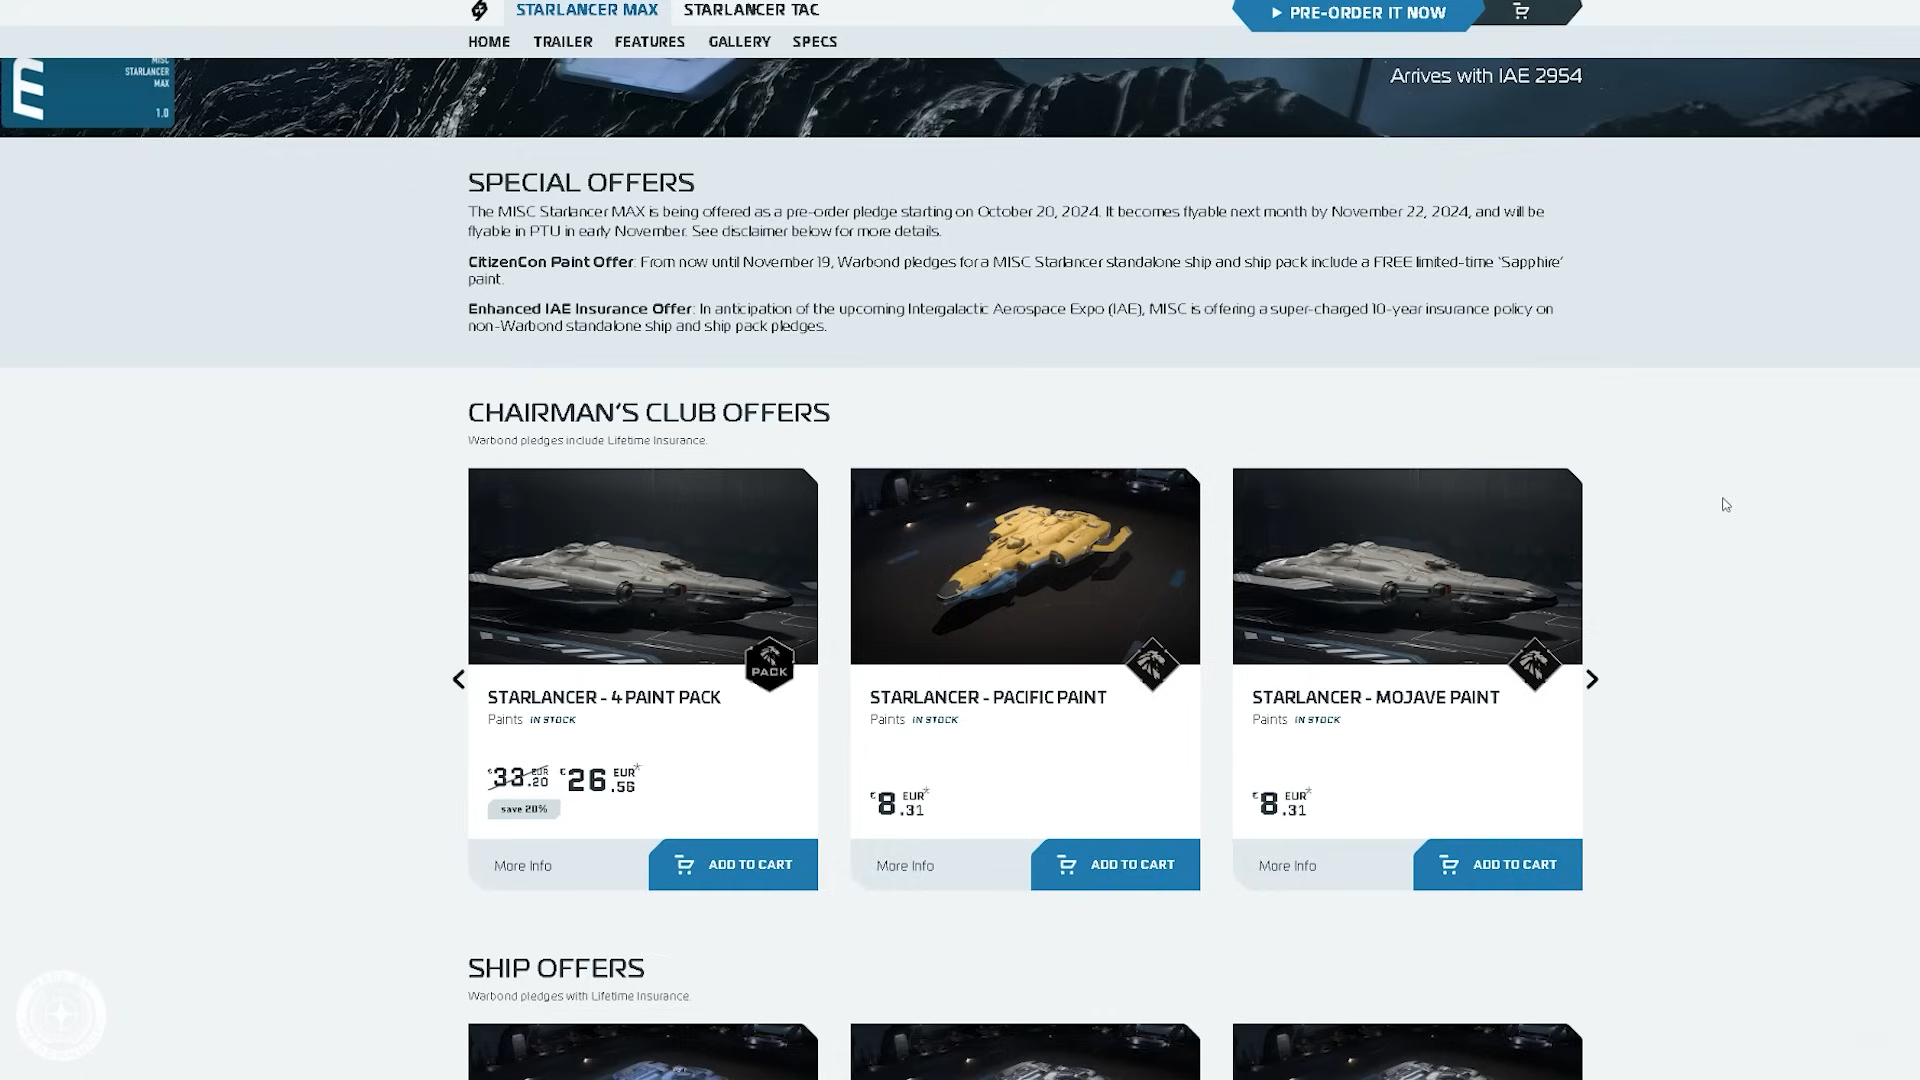 STARLANCER MAX
STARLANCER TAC
PRE-ORDER IT NOW
HOME
TRAILER
FEATURES
GALLERY
SPECS
MISC
STARLANCER
MAX
1.0
Arrives with IAE 2954
SPECIAL OFFERS
The MISC Starlancer MAX is being offered as a pre-order pledge starting on October 20, 2024. It becomes flyable next month by November 22, 2024, and will be
flyable in PTU in early November. See disclaimer below for more details.
CitizenCon Paint Offer: From now until November 19, Warbond pledges for a MISC Starlancer standalone ship and ship pack include a FREE limited-time ‘Sapphire’
paint.
Enhanced IAE Insurance Offer: In anticipation of the upcoming Intergalactic Aerospace Expo (IAE), MISC is offering a super-charged 10-year insurance policy on
non-Warbond standalone ship and ship pack pledges.
CHAIRMAN’S CLUB OFFERS
Warbond pledges include Lifetime Insurance.
PACK
STARLANCER - 4 PAINT PACK
Paints IN STOCK
€33.20 EUR €26.56 EUR*
save 20%
More Info
ADD TO CART
STARLANCER - PACIFIC PAINT
Paints IN STOCK
€8.31 EUR*
More Info
ADD TO CART
STARLANCER - MOJAVE PAINT
Paints IN STOCK
€8.31 EUR*
More Info
ADD TO CART
SHIP OFFERS
Warbond pledges with Lifetime Insurance.